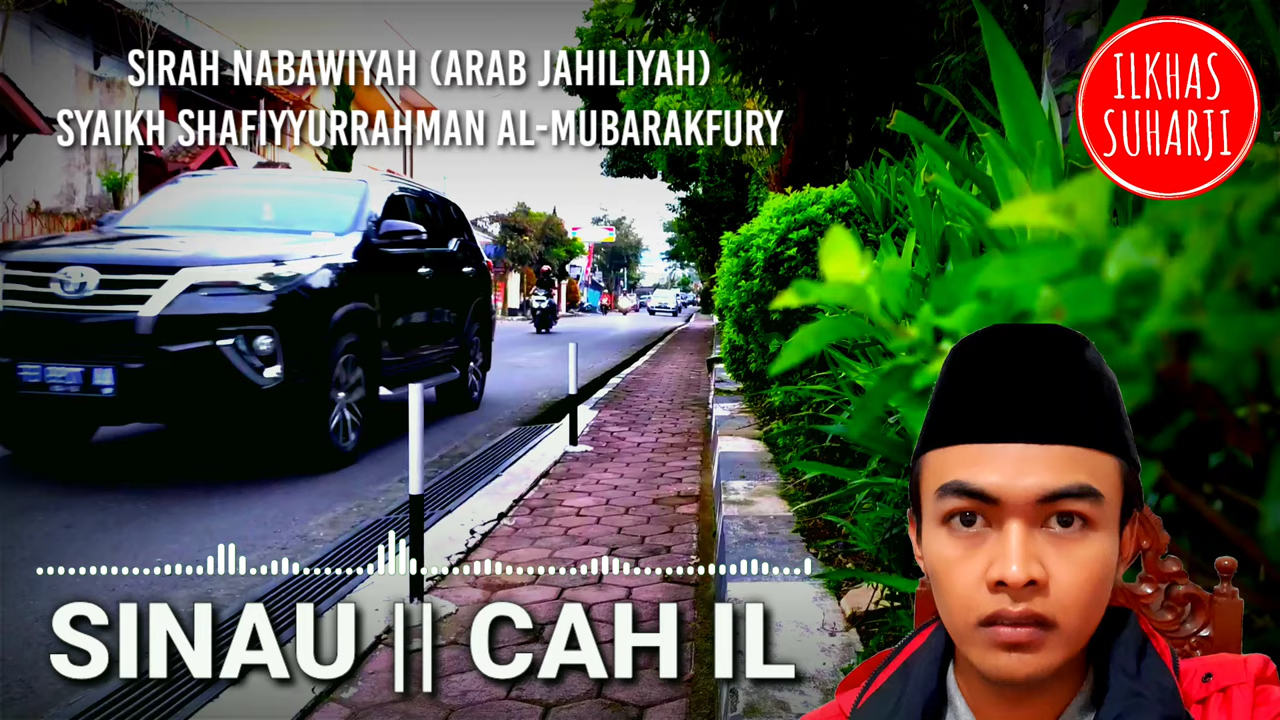 SIRAH NABAWIYAH (ARAB JAHILIYAH)
SYAIKH SHAFIYYURRAHMAN AL-MUBARAKFURY
ILKHAS
SUHARJI
SINAU || CAH IL